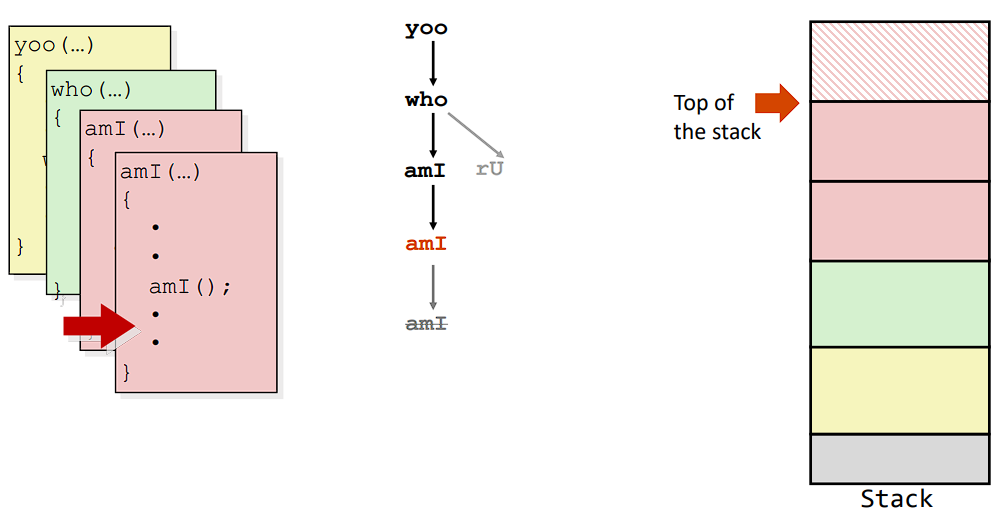 yoo(…)
{
}
who(…)
{
}
amI(…)
{
amI(…)
{
•
•
amI();
•
•
}
yoo
who
amI
rU
amI
amI
Top of
the stack
Stack